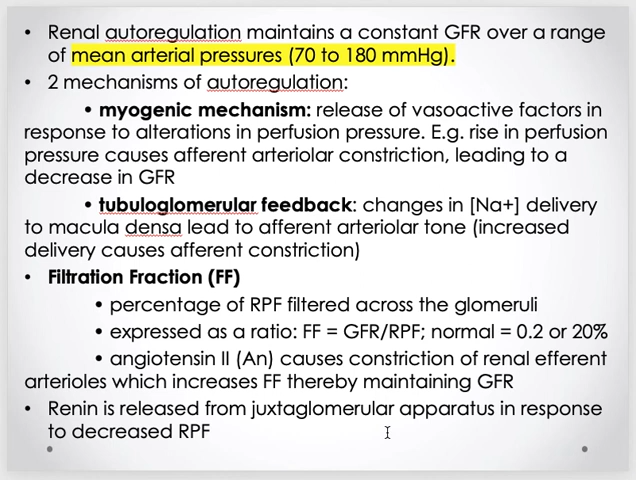 • Renal autoregulation maintains a constant GFR over a range
of mean arterial pressures (70 to 180 mmHg).
• 2 mechanisms of autoregulation:
• myogenic mechanism: release of vasoactive factors in
response to alterations in perfusion pressure. E.g. rise in perfusion
pressure causes afferent arteriolar constriction, leading to a
decrease in GFR
• tubuloglomerular feedback: changes in [Na+] delivery
to macula densa lead to afferent arteriolar tone (increased
delivery causes afferent constriction)
• Filtration Fraction (FF)
• percentage of RPF filtered across the glomeruli
• expressed as a ratio: FF = GFR/RPF; normal = 0.2 or 20%
• angiotensin II (An) causes constriction of renal efferent
arterioles which increases FF thereby maintaining GFR
• Renin is released from juxtaglomerular apparatus in response
to decreased RPF